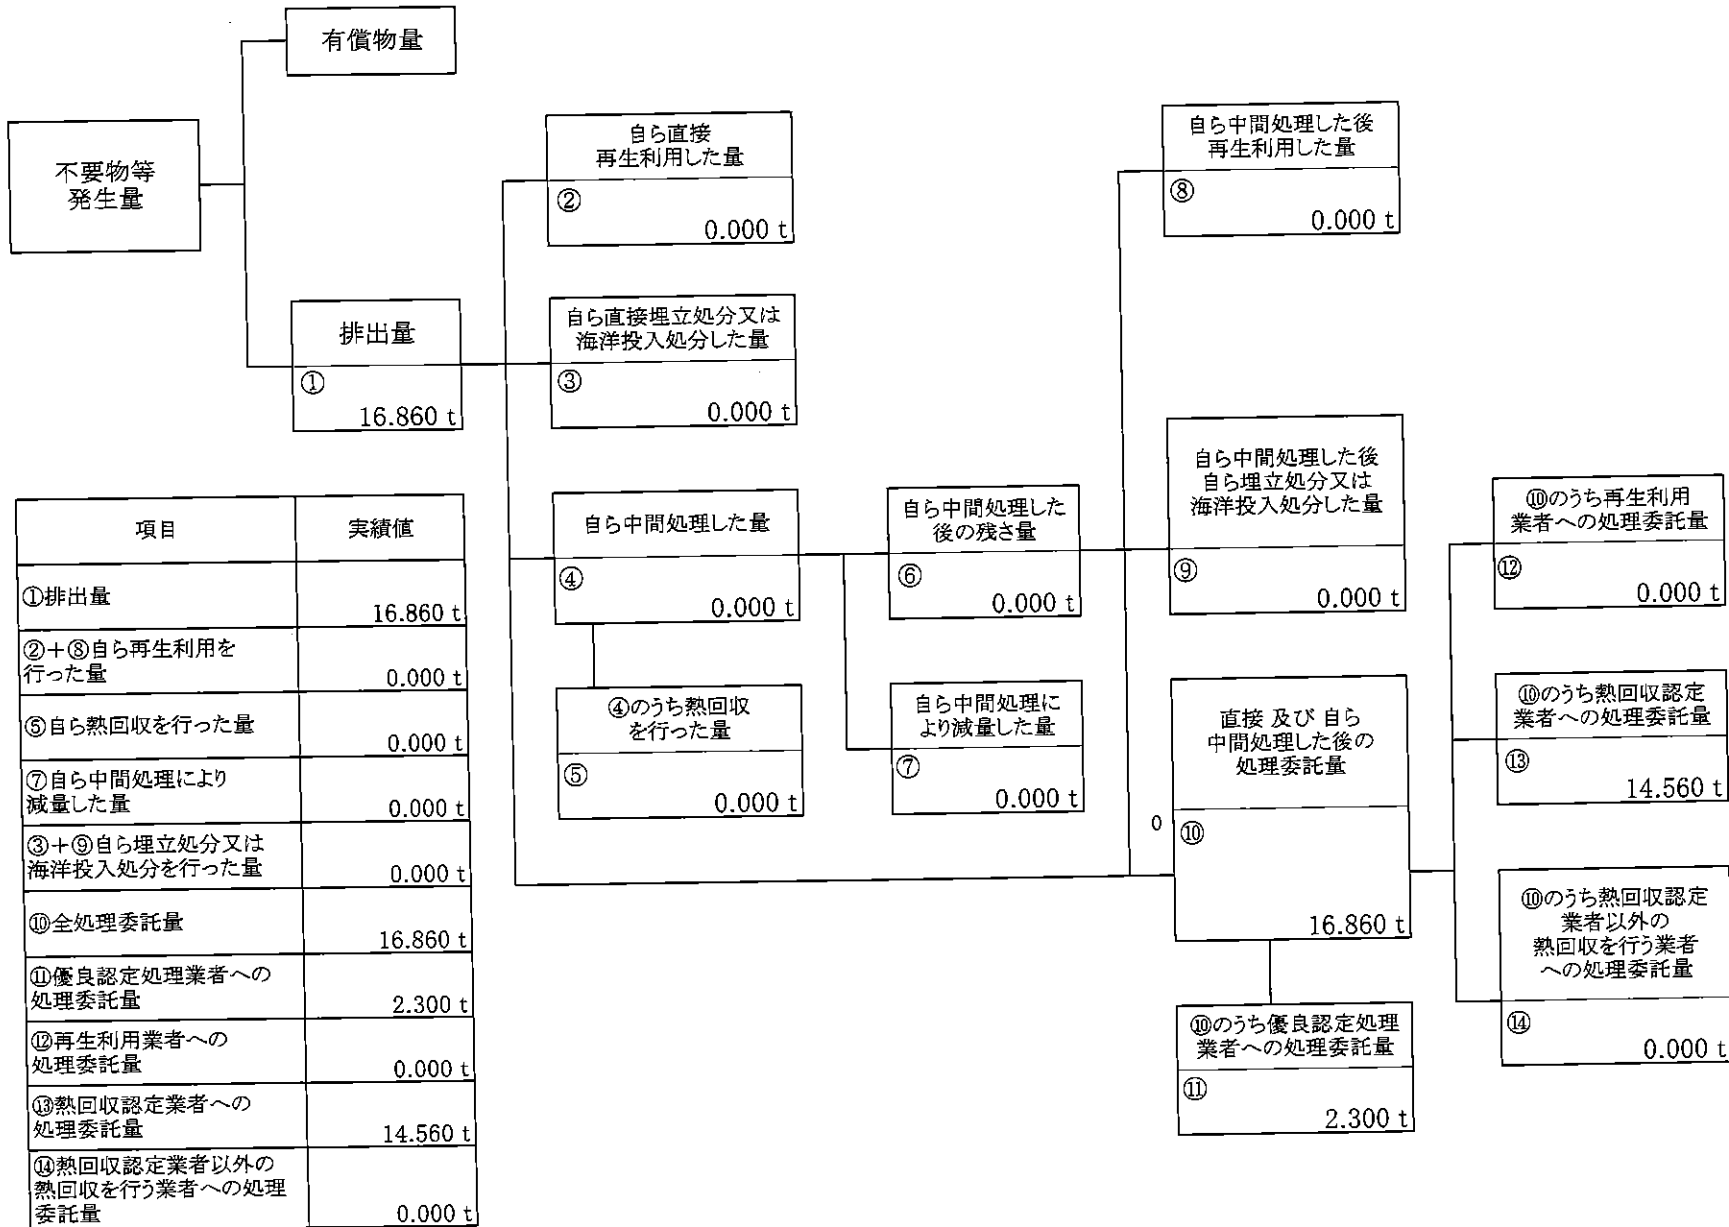 有償物量
不要物等
発生量
排出量
①
16.860 t
自ら直接
再生利用した量
②
0.000 t
自ら直接埋立処分又は
海洋投入処分した量
③
0.000 t
自ら中間処理した量
④
0.000 t
④のうち熱回収
を行った量
⑤
0.000 t
自ら中間処理した
後の残さ量
⑥
0.000 t
自ら中間処理に
より減量した量
⑦
0.000 t
自ら中間処理した後
再生利用した量
⑧
0.000 t
自ら中間処理した後
自ら埋立処分又は
海洋投入処分した量
⑨
0.000 t
直接 及び 自ら
中間処理した後の
処理委託量
0
⑩
16.860 t
⑩のうち優良認定処理
業者への処理委託量
⑪
2.300 t
⑩のうち再生利用
業者への処理委託量
⑫
0.000 t
⑩のうち熱回収認定
業者への処理委託量
⑬
14.560 t
⑩のうち熱回収認定
業者以外の
熱回収を行う業者
への処理委託量
⑭
0.000 t
項目 実績値
①排出量
16.860 t
②+⑧自ら再生利用を
行った量
0.000 t
⑤自ら熱回収を行った量
0.000 t
⑦自ら中間処理により
減量した量
0.000 t
③+⑨自ら埋立処分又は
海洋投入処分を行った量
0.000 t
⑩全処理委託量
16.860 t
⑪優良認定処理業者への
処理委託量
2.300 t
⑫再生利用業者への
処理委託量
0.000 t
⑬熱回収認定業者への
処理委託量
14.560 t
⑭熱回収認定業者以外の
熱回収を行う業者への処理
委託量
0.000 t